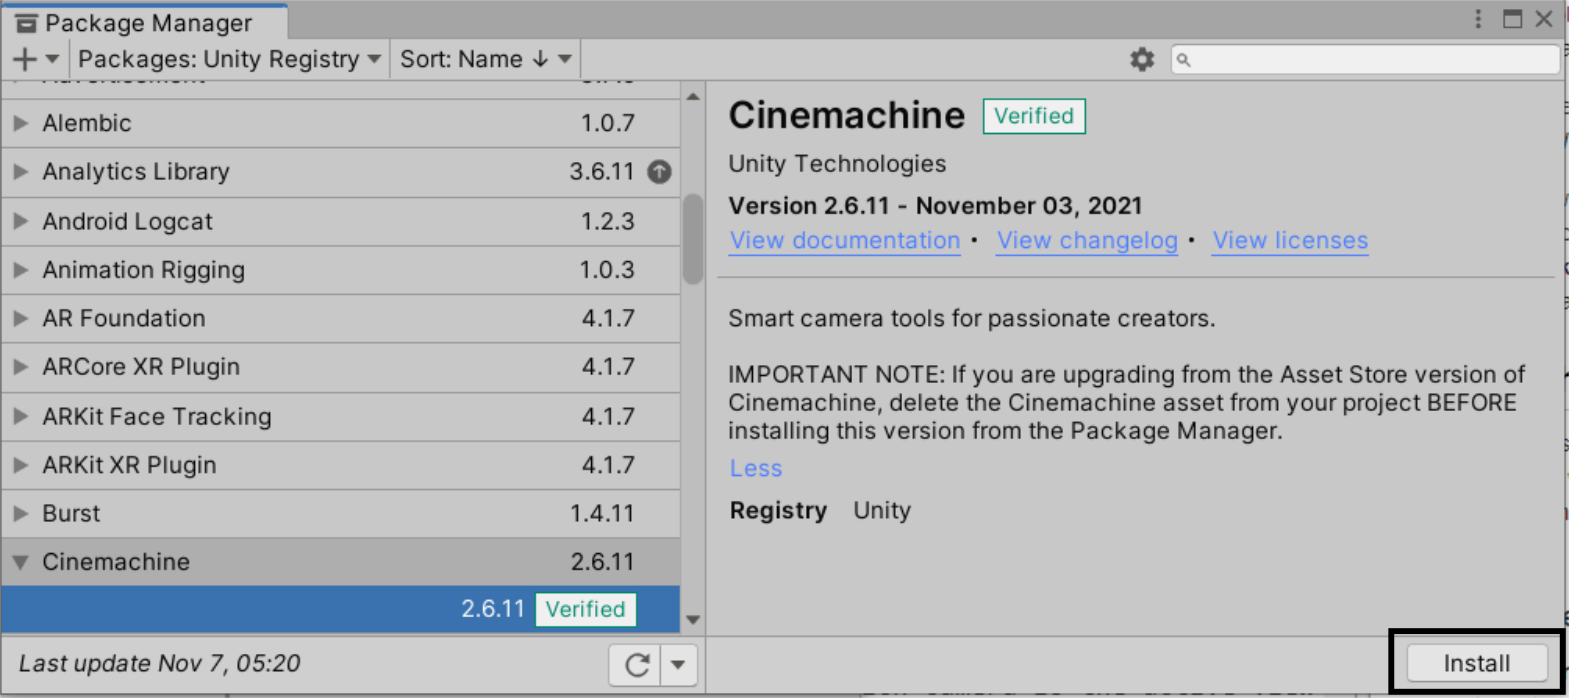 Package Manager
Packages: Unity Registry
Sort: Name ↓
Alembic 1.0.7
Analytics Library 3.6.11
Android Logcat 1.2.3
Animation Rigging 1.0.3
AR Foundation 4.1.7
ARCore XR Plugin 4.1.7
ARKit Face Tracking 4.1.7
ARKit XR Plugin 4.1.7
Burst 1.4.11
Cinemachine 2.6.11
2.6.11 Verified
Last update Nov 7, 05:20
Cinemachine Verified
Unity Technologies
Version 2.6.11 - November 03, 2021
View documentation • View changelog • View licenses
Smart camera tools for passionate creators.
IMPORTANT NOTE: If you are upgrading from the Asset Store version of
Cinemachine, delete the Cinemachine asset from your project BEFORE
installing this version from the Package Manager.
Less
Registry Unity
Install